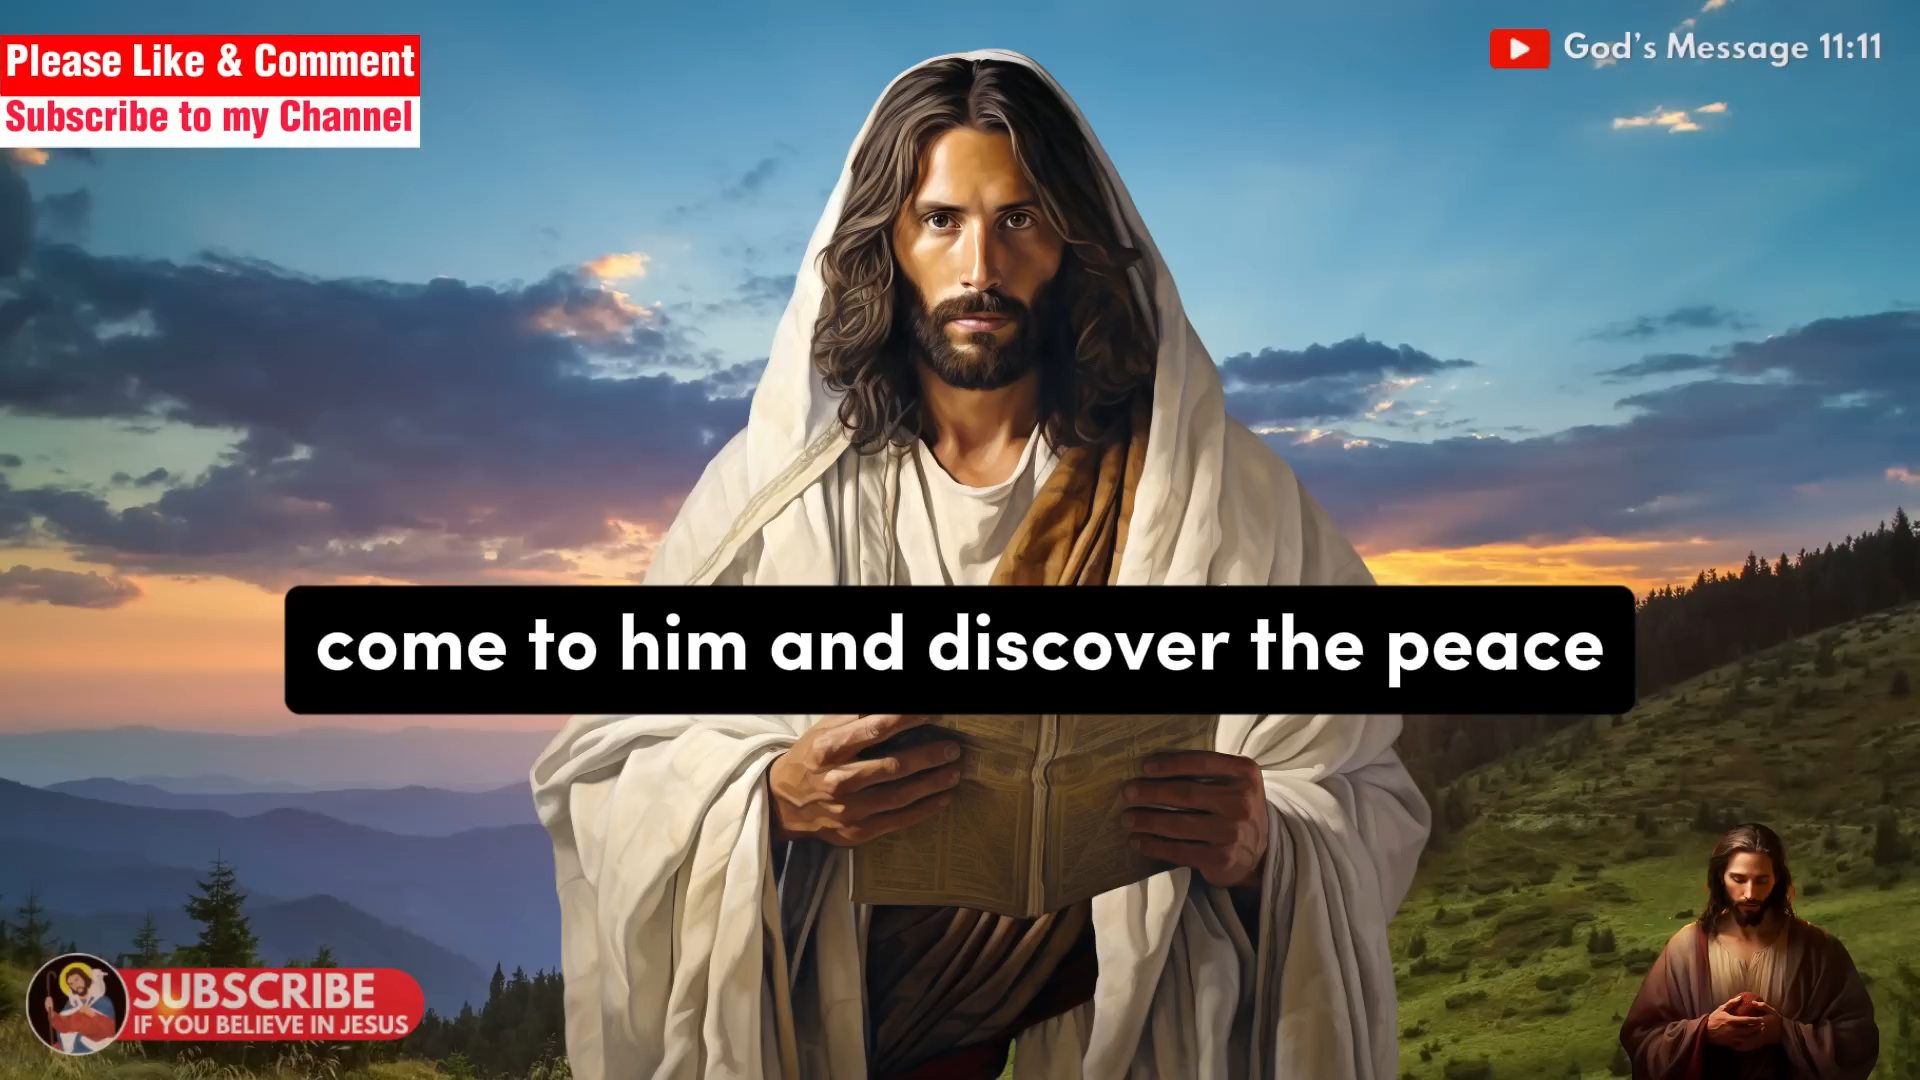 Please Like & Comment
Subscribe to my Channel
God's Message 11:11
come to him and discover the peace
SUBSCRIBE
IF YOU BELIEVE IN JESUS